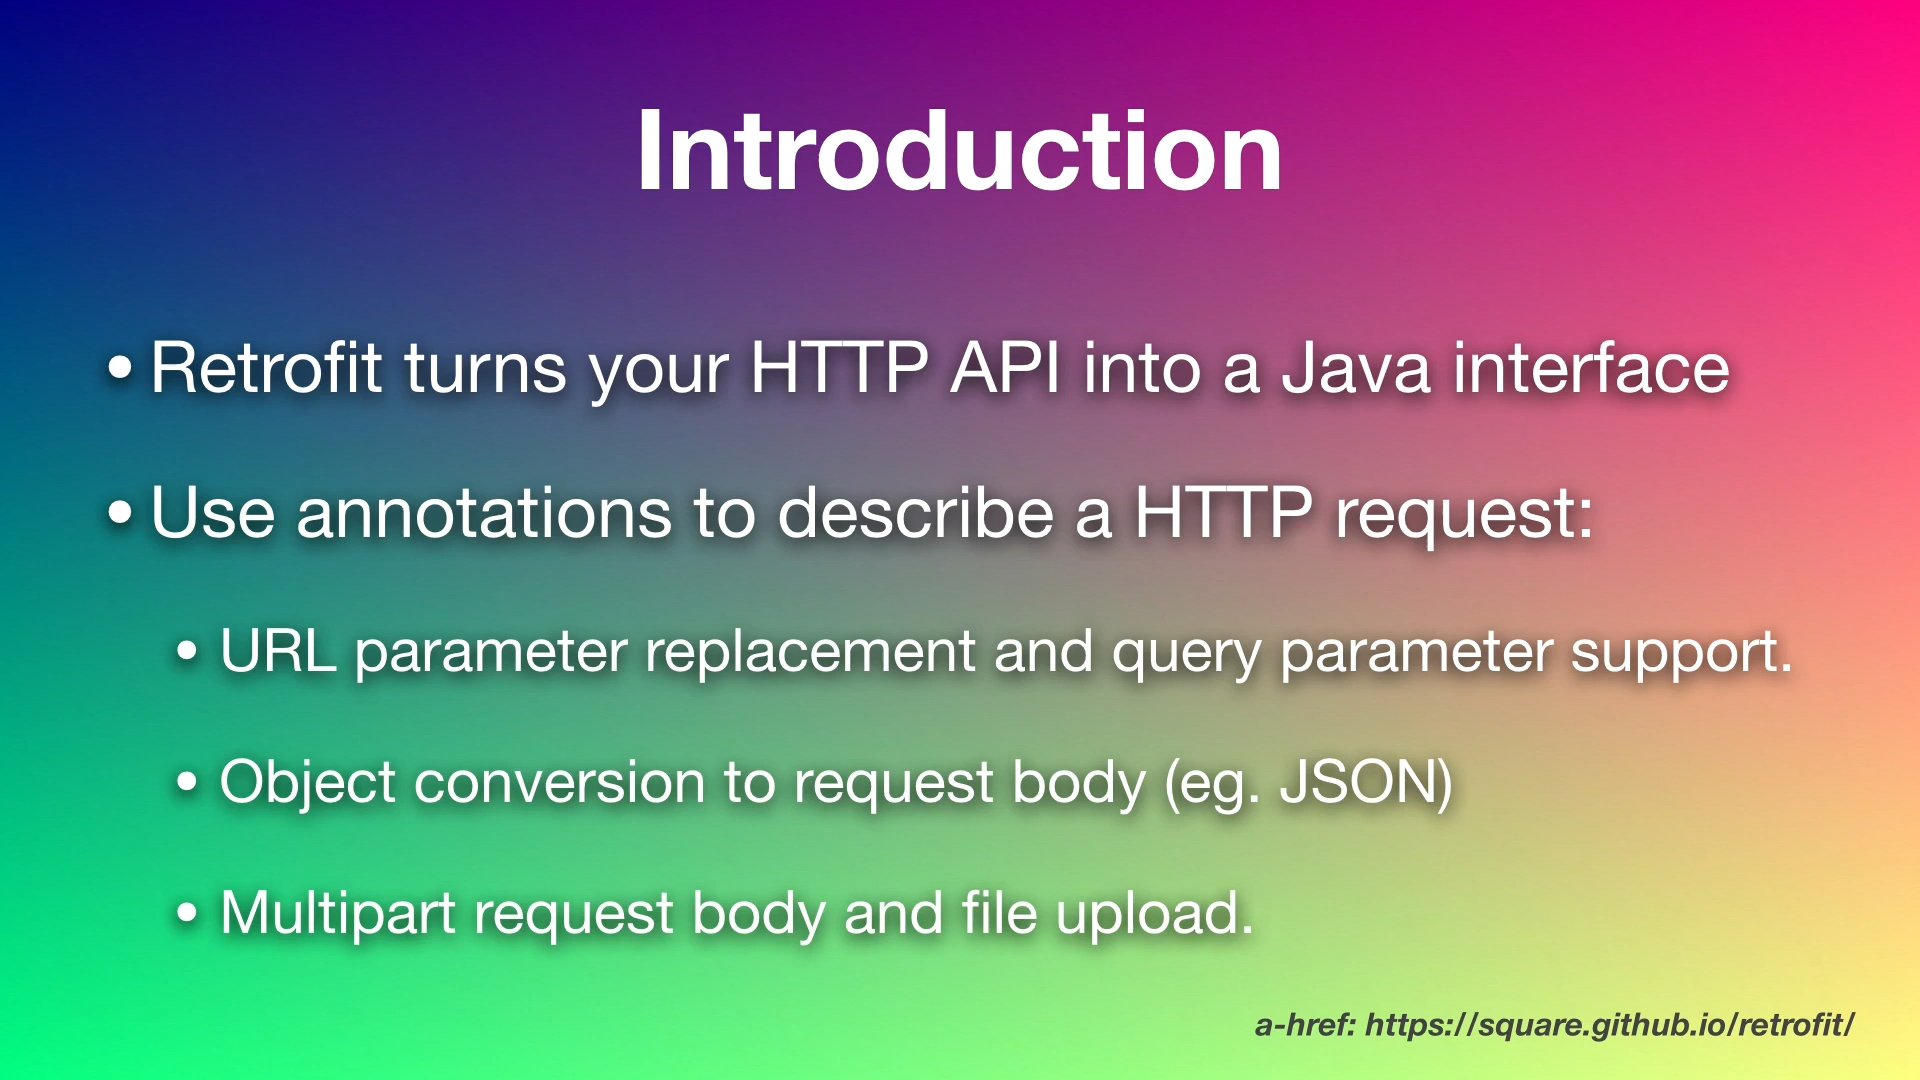 Introduction
• Retrofit turns your HTTP API into a Java interface
• Use annotations to describe a HTTP request:
• URL parameter replacement and query parameter support.
• Object conversion to request body (eg. JSON)
• Multipart request body and file upload.
a-href: https://square.github.io/retrofit/